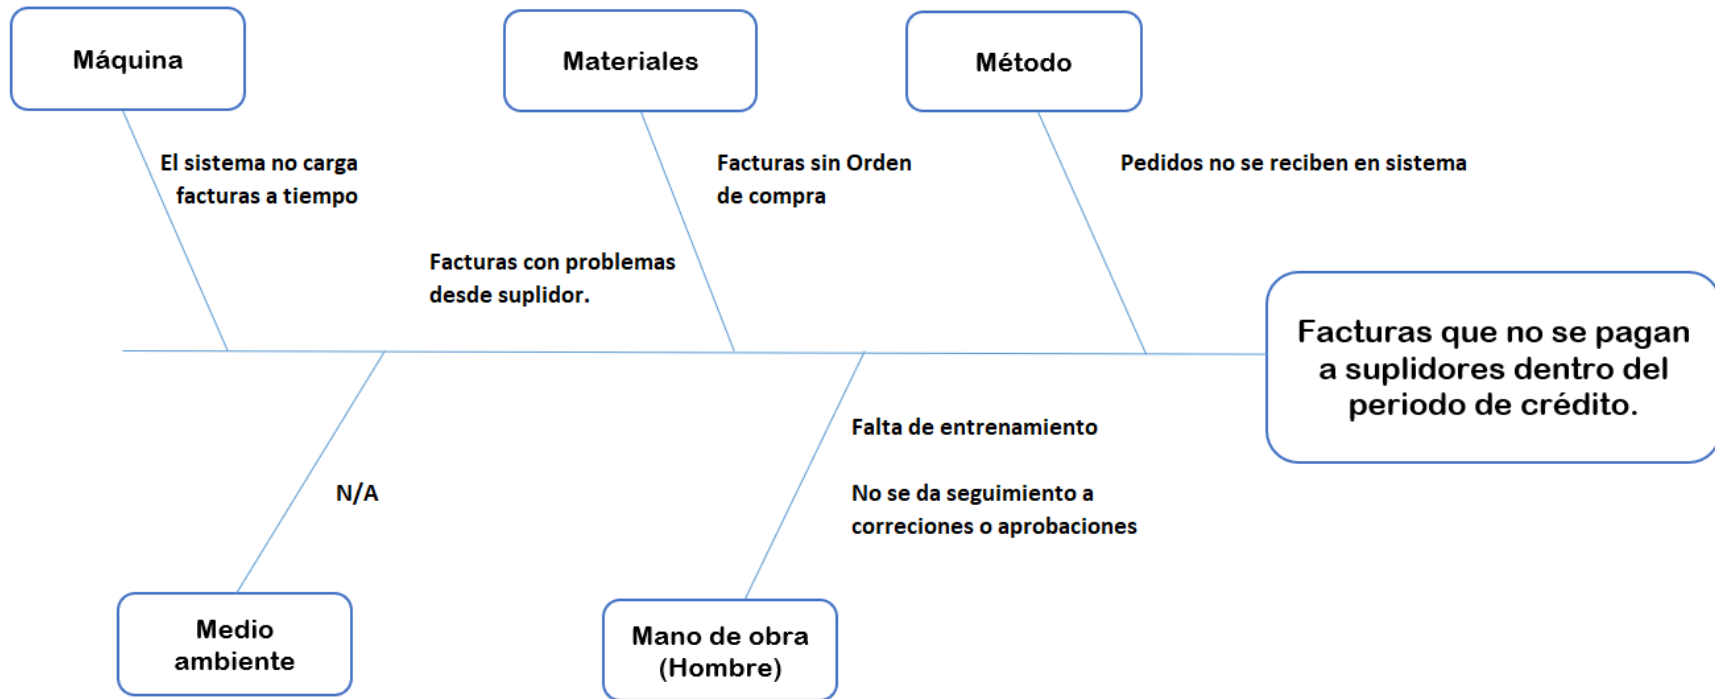 Máquina
Materiales
Método
El sistema no carga
facturas a tiempo
Facturas sin Orden
de compra
Pedidos no se reciben en sistema
Facturas con problemas
desde suplidor.
Facturas que no se pagan
a suplidores dentro del
periodo de crédito.
Falta de entrenamiento
N/A
No se da seguimiento a
correciones o aprobaciones
Medio
ambiente
Mano de obra
(Hombre)